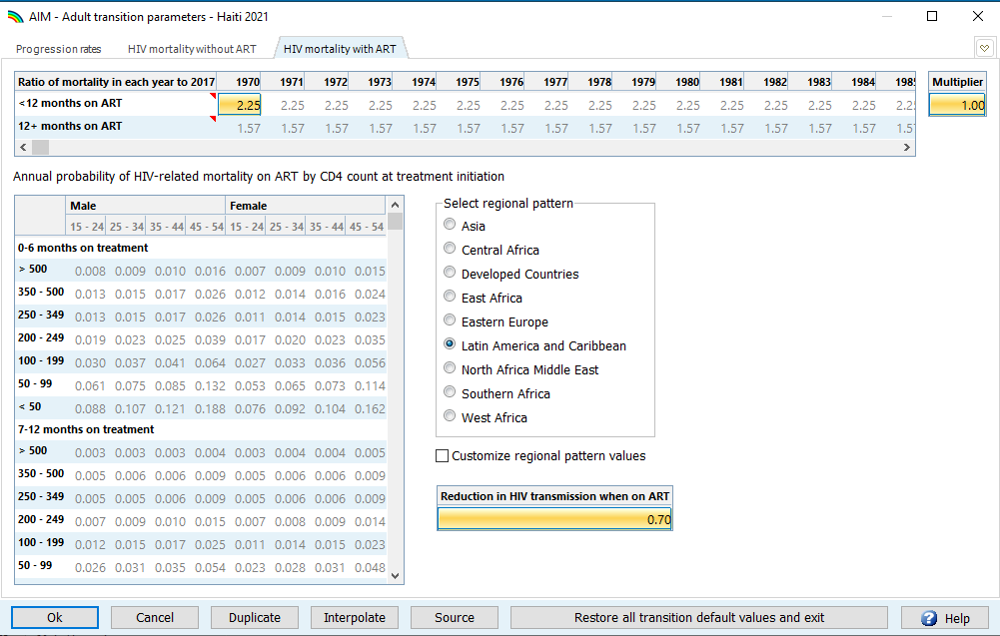 AIM - Adult transition parameters - Haiti 2021
Progression rates HIV mortality without ART HIV mortality with ART
Ratio of mortality in each year to 2017 1970 1971 1972 1973 1974 1975 1976 1977 1978 1979 1980 1981 1982 1983 1984 Multiplier
<12 months on ART 2.25 2.25 2.25 2.25 2.25 2.25 2.25 2.25 2.25 2.25 2.25 2.25 2.25 2.25 2.25 1.00
12+ months on ART 1.57 1.57 1.57 1.57 1.57 1.57 1.57 1.57 1.57 1.57 1.57 1.57 1.57 1.57 1.57
Annual probability of HIV-related mortality on ART by CD4 count at treatment initiation
Male Female
15 - 24 25 - 34 35 - 44 45 - 54 15 - 24 25 - 34 35 - 44 45 - 54
0-6 months on treatment
> 500 0.008 0.009 0.010 0.016 0.007 0.009 0.010 0.015
350 - 500 0.013 0.015 0.017 0.026 0.012 0.014 0.016 0.024
250 - 349 0.013 0.015 0.017 0.026 0.011 0.014 0.015 0.023
200 - 249 0.019 0.023 0.025 0.039 0.017 0.020 0.023 0.035
100 - 199 0.030 0.037 0.041 0.064 0.027 0.033 0.036 0.056
50 - 99 0.061 0.075 0.085 0.132 0.053 0.065 0.073 0.114
< 50 0.088 0.107 0.121 0.188 0.076 0.092 0.104 0.162
7-12 months on treatment
> 500 0.003 0.003 0.003 0.004 0.003 0.004 0.004 0.005
350 - 500 0.005 0.006 0.006 0.009 0.005 0.006 0.006 0.009
250 - 349 0.005 0.005 0.006 0.009 0.005 0.006 0.006 0.009
200 - 249 0.007 0.009 0.010 0.015 0.007 0.008 0.009 0.014
100 - 199 0.012 0.015 0.017 0.025 0.011 0.014 0.015 0.023
50 - 99 0.026 0.031 0.035 0.054 0.023 0.028 0.031 0.048
Select regional pattern
Asia
Central Africa
Developed Countries
East Africa
Eastern Europe
Latin America and Caribbean
North Africa Middle East
Southern Africa
West Africa
Customize regional pattern values
Reduction in HIV transmission when on ART
0.70
Ok Cancel Duplicate Interpolate Source Restore all transition default values and exit Help